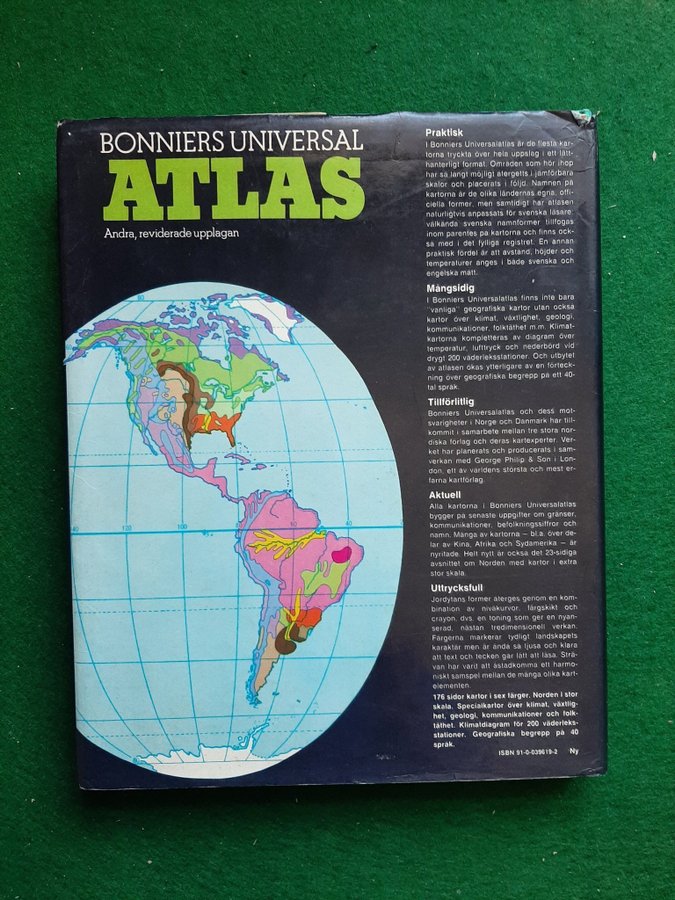 BONNIERS UNIVERSAL
ATLAS
Andra, reviderade upplagan
Praktisk
I Bonniers Universalatlas är de flesta kar-
torna tryckta över hela uppslag i ett lätt-
hanterligt format. Områden som hör ihop
har så långt möjligt återgetts i jämförbara
skalor och placerats i följd. Namnen på
kartorna är de olika ländernas egna, offi-
ciella former, men samtidigt har atlasen
naturligtvis anpassats för svenska läsare:
välkända svenska namnformer tillfogas
inom parentes på kartorna och finns ock-
så med i det fylliga registret. En annan
praktisk fördel är att avstånd, höjder och
temperaturer anges i både svenska och
engelska mått.
Mångsidig
I Bonniers Universalatlas finns inte bara
"vanliga" geografiska kartor utan också
kartor över klimat, växtlighet, geologi,
kommunikationer, folktäthet m.m. Klimat-
kartorna kompletteras av diagram över
temperatur, lufttryck och nederbörd vid
drygt 200 väderleksstationer. Och utbytet
av atlasen ökas ytterligare av en förteck-
ning över geografiska begrepp på ett 40-
tal språk.
Tillförlitlig
Bonniers Universalatlas och dess mot-
svarigheter i Norge och Danmark har till-
kommit i samarbete mellan tre stora nor-
diska förlag och deras kartexperter. Ver-
ket har planerats och producerats i sam-
verkan med George Philip & Son i Lon-
don, ett av världens största och mest er-
farna kartförlag.
Aktuell
Alla kartorna i Bonniers Universalatlas
bygger på senaste uppgifter om gränser,
kommunikationer, befolkningssiffror och
namn. Många av kartorna – bl.a. över de-
lar av Kina, Afrika och Sydamerika – är
nyritade. Helt nytt är också det 23-sidiga
avsnittet om Norden med kartor i extra
stor skala.
Uttrycksfull
Jordytans former återges genom en kom-
bination av nivåkurvor, färgskikt och
crayon, dvs. en toning som ger en nyan-
serad, nästan tredimensionell verkan.
Färgerna markerar tydligt landskapets
karaktär men är ändå så ljusa och klara
att text och tecken gar lätt att läsa. Strä-
van har varit att åstadkomma ett harmo-
niskt samspel mellan de många olika kart-
elementen.
176 sidor kartor i sex färger. Norden i stor
skala. Specialkartor över klimat, växtlig-
het, geologi, kommunikationer och folk-
täthet. Klimatdiagram för 200 väderleks-
stationer. Geografiska begrepp på 40
språk.
ISBN 91-0-039619-2 Ny
120
100